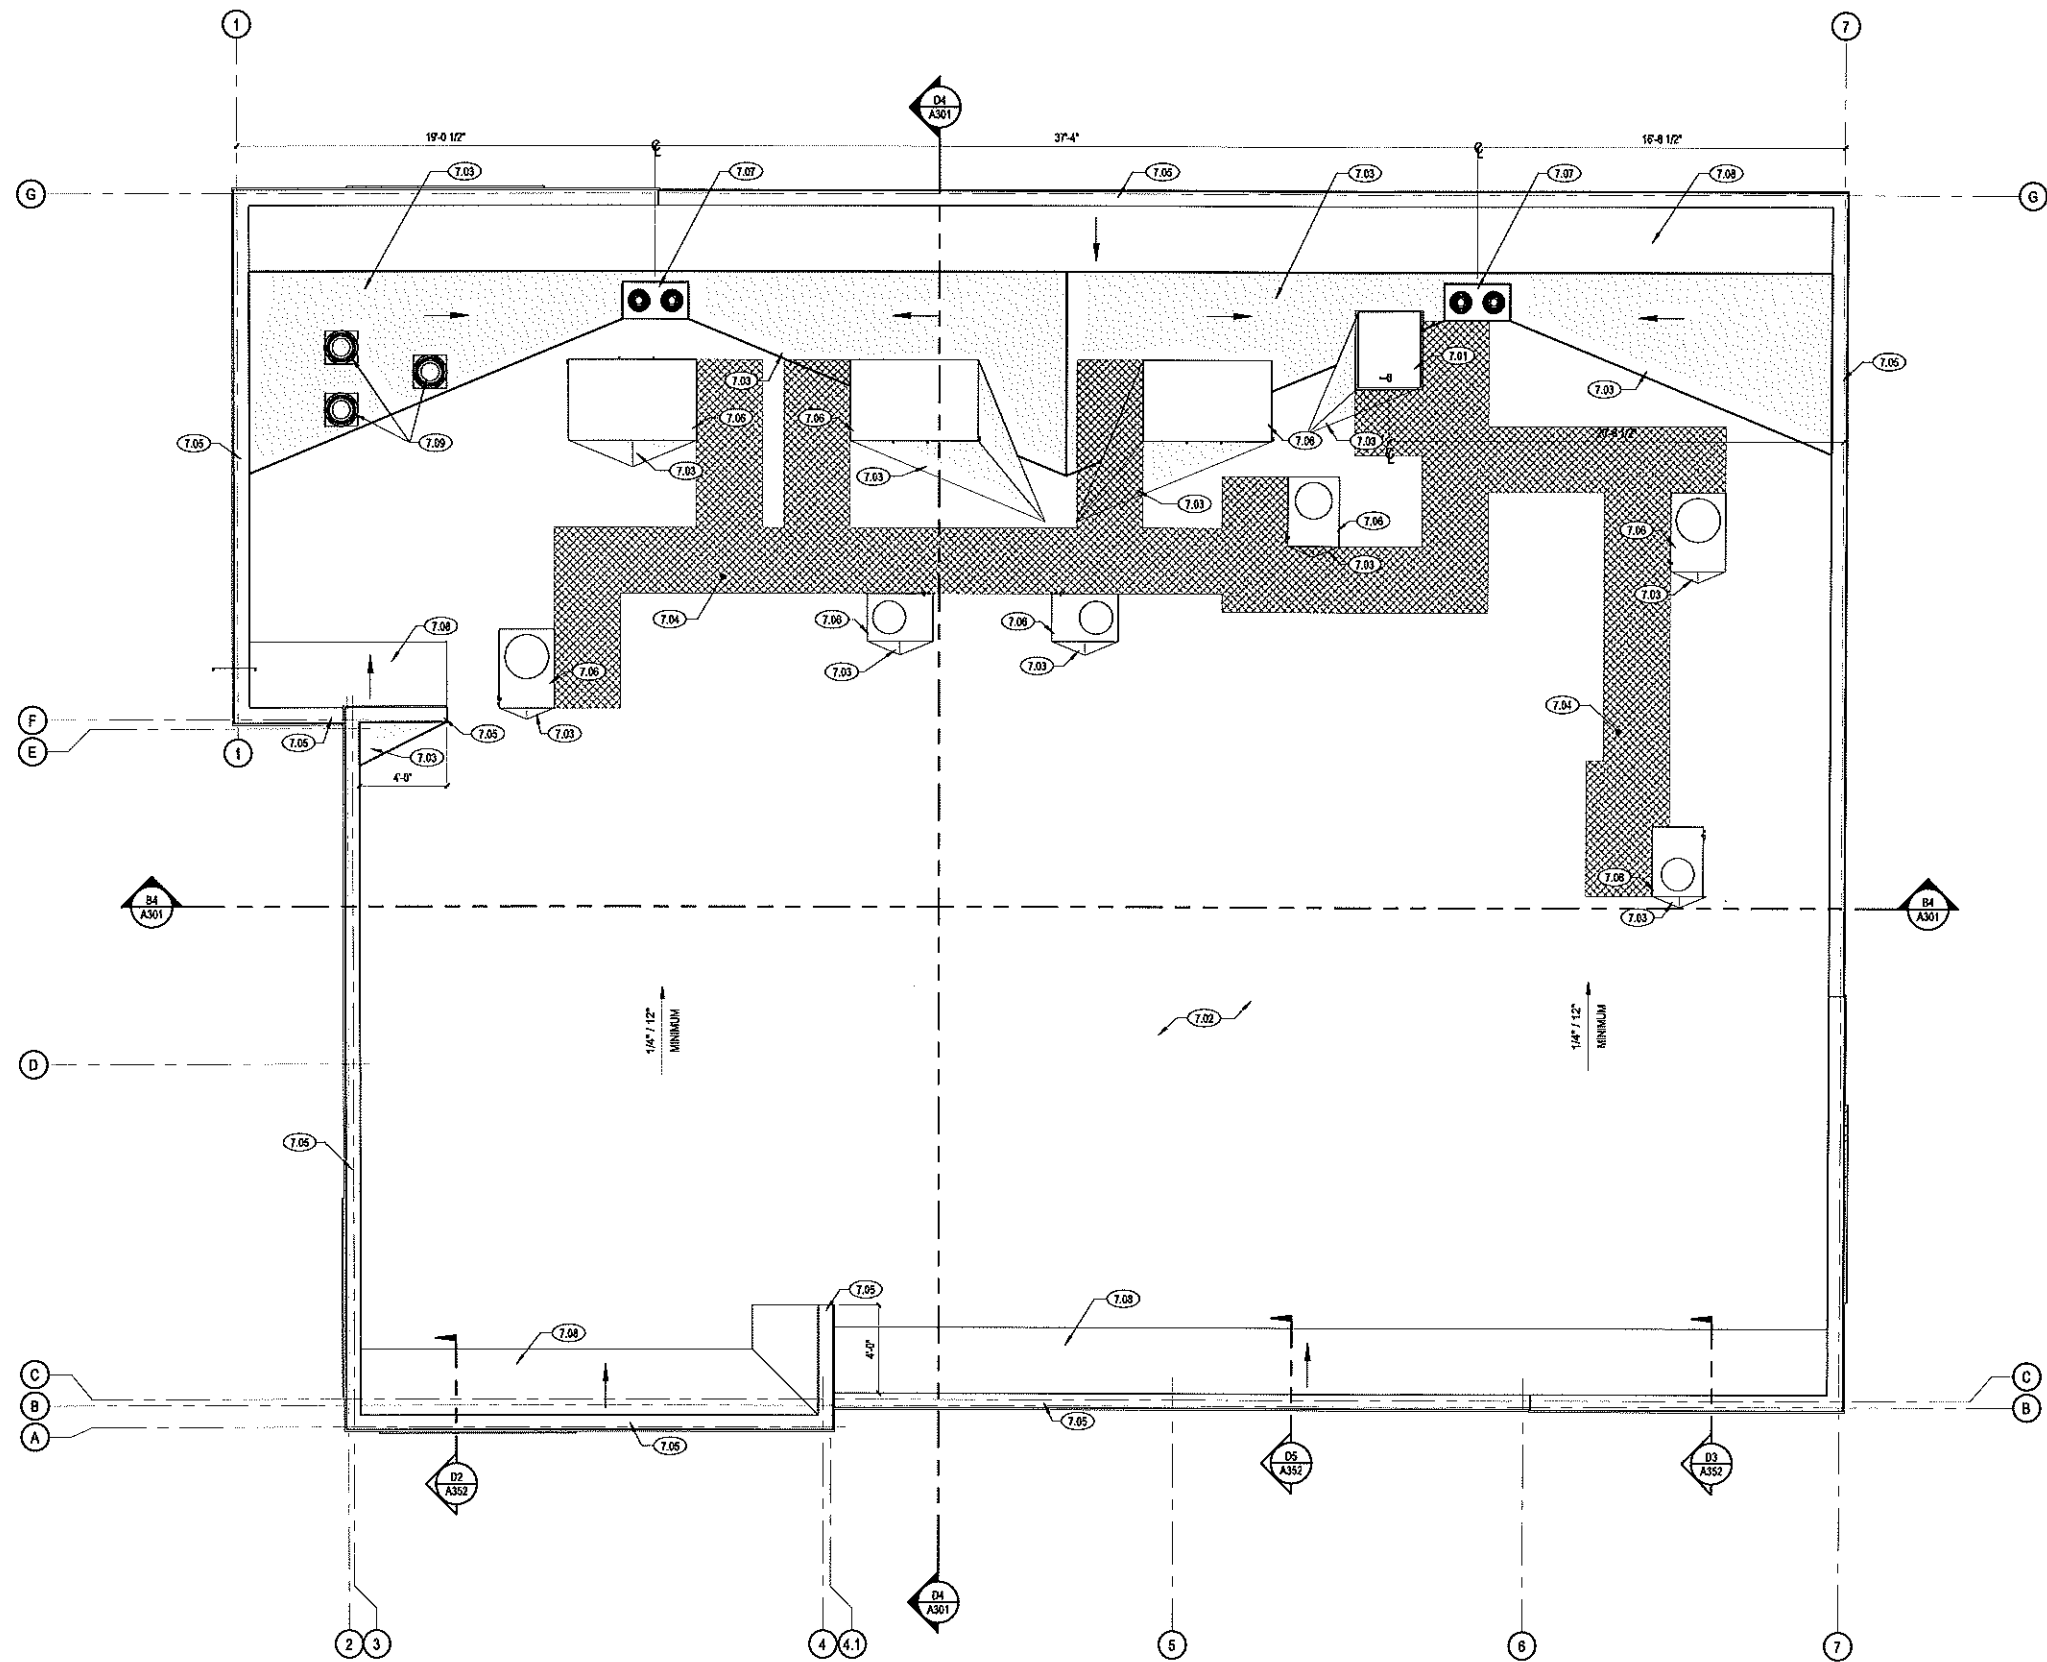 1
7
D4
A301
19'-0 1/2"
℄
37'-4"
℄
16'-8 1/2"
7.03
7.07
7.05
7.03
7.07
7.08
G
G
7.01
7.03
7.03
7.05
7.06
7.06
7.05
7.09
7.06
7.03
20'-8 1/2"
℄
7.03
7.03
7.03
7.06
7.06
7.03
7.03
7.04
7.06
7.06
7.08
7.06
7.03
7.03
7.04
F
7.05
7.05
7.03
E
1
7.03
4'-0"
7.06
B4
A301
B4
A301
7.03
1/4" / 12"
MINIMUM
7.02
1/4" / 12"
MINIMUM
D
7.05
7.05
7.08
7.08
4'-0"
C
C
B
B
A
7.05
7.05
D2
A352
D5
A352
D3
A352
D4
A301
2
3
4
4.1
5
6
7